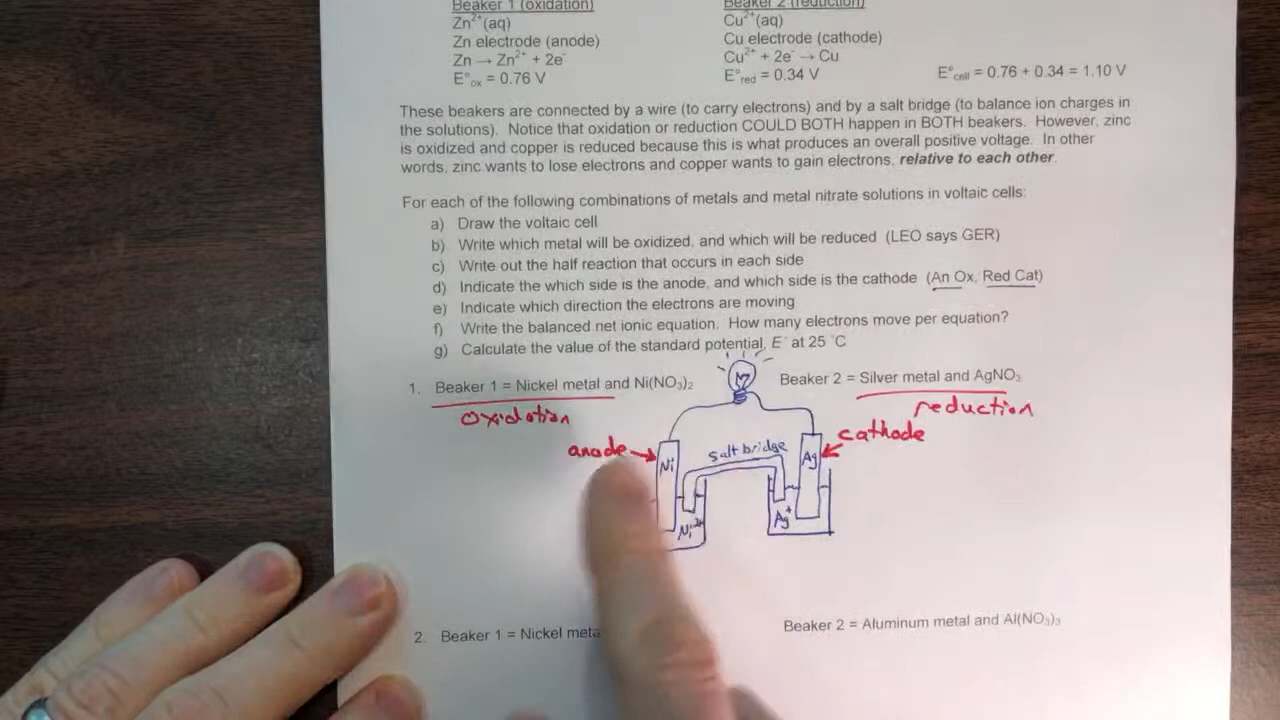 Beaker 1 (oxidation) Beaker 2 (reduction)
Zn²⁺(aq) Cu²⁺(aq)
Zn electrode (anode) Cu electrode (cathode)
Zn → Zn²⁺ + 2e⁻ Cu²⁺ + 2e⁻ → Cu
E°ox = 0.76 V E°red = 0.34 V E°cell = 0.76 + 0.34 = 1.10 V
These beakers are connected by a wire (to carry electrons) and by a salt bridge (to balance ion charges in
the solutions). Notice that oxidation or reduction COULD BOTH happen in BOTH beakers. However, zinc
is oxidized and copper is reduced because this is what produces an overall positive voltage. In other
words, zinc wants to lose electrons and copper wants to gain electrons, relative to each other.
For each of the following combinations of metals and metal nitrate solutions in voltaic cells:
a) Draw the voltaic cell
b) Write which metal will be oxidized, and which will be reduced (LEO says GER)
c) Write out the half reaction that occurs in each side
d) Indicate the which side is the anode, and which side is the cathode (An Ox, Red Cat)
e) Indicate which direction the electrons are moving
f) Write the balanced net ionic equation. How many electrons move per equation?
g) Calculate the value of the standard potential, E° at 25 °C
1. Beaker 1 = Nickel metal and Ni(NO₃)₂ Beaker 2 = Silver metal and AgNO₃
oxidation reduction
anode cathode
Ni salt bridge Ag
Ni²⁺ Ag⁺
2. Beaker 1 = Nickel Beaker 2 = Aluminum metal and Al(NO₃)₃